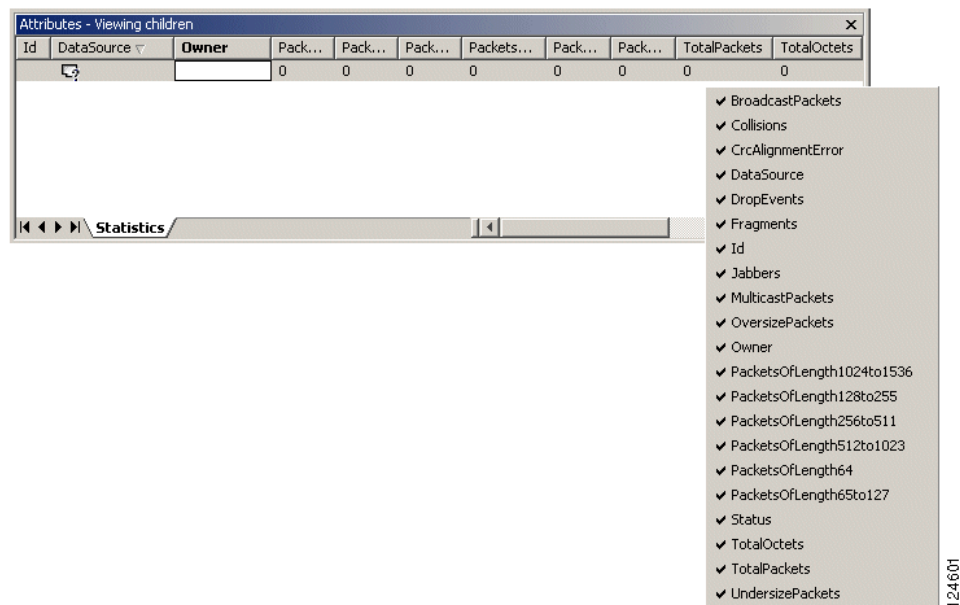 Attributes - Viewing children
Id DataSource Owner Pack... Pack... Pack... Packets... Pack... Pack... TotalPackets TotalOctets
0 0 0 0 0 0 0 0
Statistics
BroadcastPackets
Collisions
CrcAlignmentError
DataSource
DropEvents
Fragments
Id
Jabbers
MulticastPackets
OversizePackets
Owner
PacketsOfLength1024to1536
PacketsOfLength128to255
PacketsOfLength256to511
PacketsOfLength512to1023
PacketsOfLength64
PacketsOfLength65to127
Status
TotalOctets
TotalPackets
UndersizePackets
124601